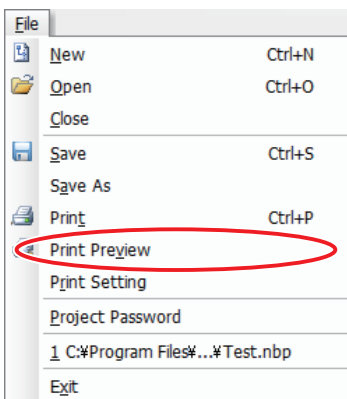 File
New Ctrl+N
Open Ctrl+O
Close
Save Ctrl+S
Save As
Print Ctrl+P
Print Preview
Print Setting
Project Password
1 C:¥Program Files¥...¥Test.nbp
Exit